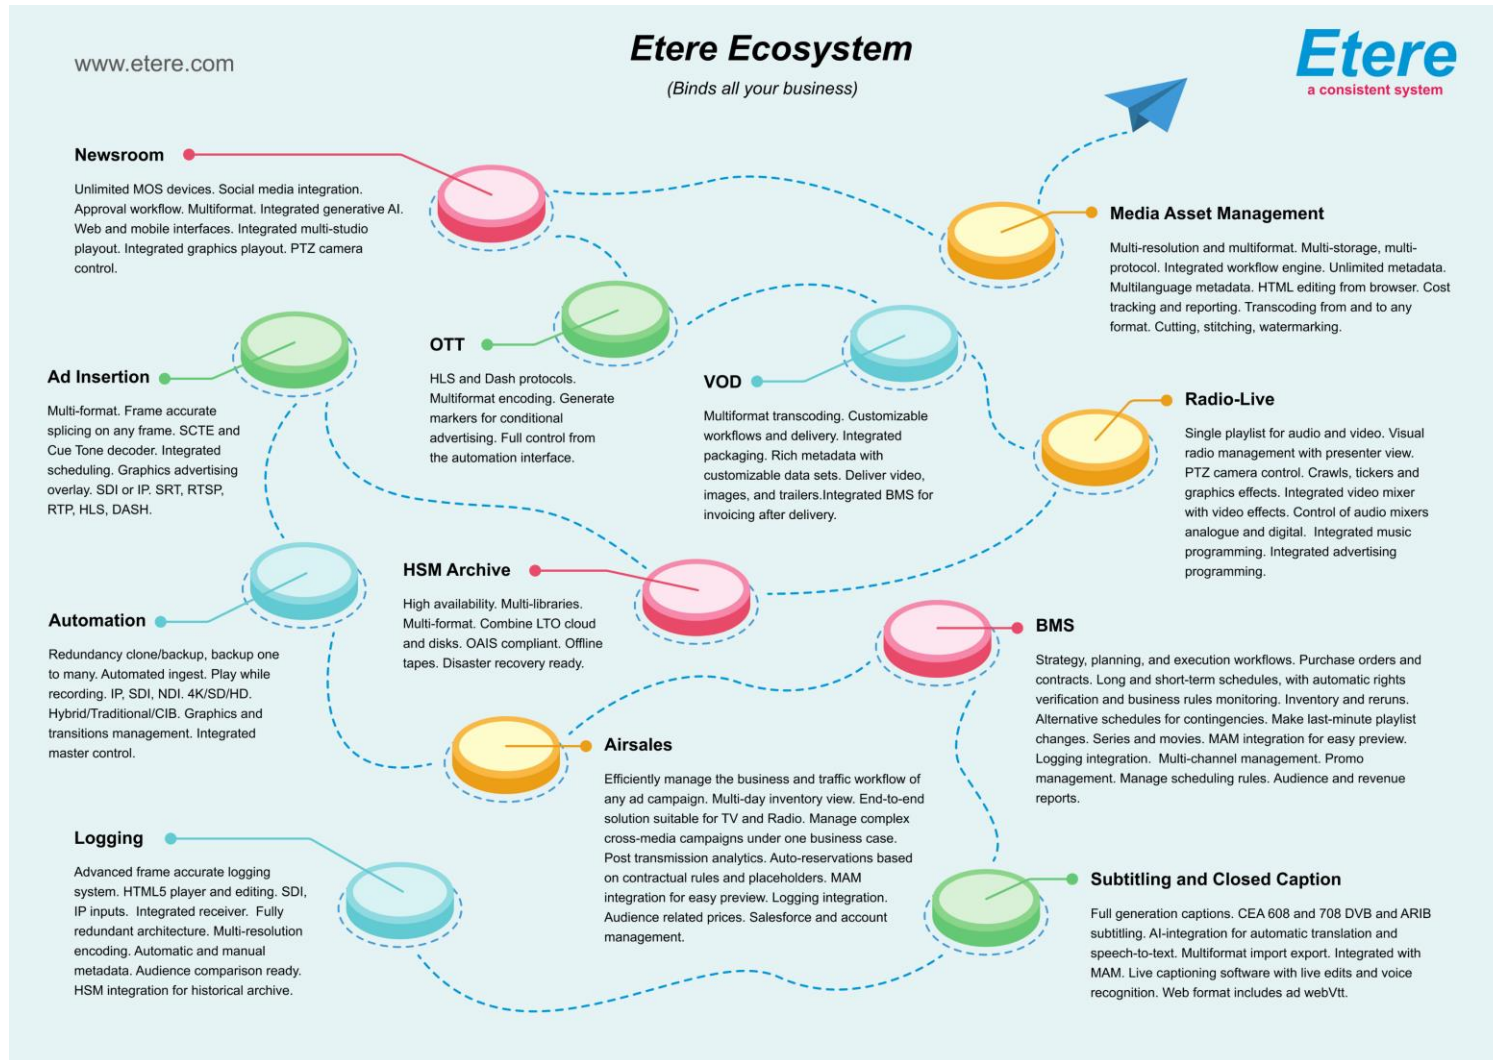 www.etere.com
Etere Ecosystem
(Binds all your business)
Etere
a consistent system
Newsroom
Unlimited MOS devices. Social media integration.
Approval workflow. Multiformat. Integrated generative AI.
Web and mobile interfaces. Integrated multi-studio
playout. Integrated graphics playout. PTZ camera
control.
Media Asset Management
Multi-resolution and multiformat. Multi-storage, multi-
protocol. Integrated workflow engine. Unlimited metadata.
Multilanguage metadata. HTML editing from browser. Cost
tracking and reporting. Transcoding from and to any
format. Cutting, stitching, watermarking.
OTT
HLS and Dash protocols.
Multiformat encoding. Generate
markers for conditional
advertising. Full control from
the automation interface.
Ad Insertion
Multi-format. Frame accurate
splicing on any frame. SCTE and
Cue Tone decoder. Integrated
scheduling. Graphics advertising
overlay. SDI or IP. SRT, RTSP,
RTP, HLS, DASH.
VOD
Multiformat transcoding. Customizable
workflows and delivery. Integrated
packaging. Rich metadata with
customizable data sets. Deliver video,
images, and trailers.Integrated BMS for
invoicing after delivery.
Radio-Live
Single playlist for audio and video. Visual
radio management with presenter view.
PTZ camera control. Crawls, tickers and
graphics effects. Integrated video mixer
with video effects. Control of audio mixers
analogue and digital.  Integrated music
programming. Integrated advertising
programming.
HSM Archive
High availability. Multi-libraries.
Multi-format. Combine LTO cloud
and disks. OAIS compliant. Offline
tapes. Disaster recovery ready.
Automation
Redundancy clone/backup, backup one
to many. Automated ingest. Play while
recording. IP, SDI, NDI. 4K/SD/HD.
Hybrid/Traditional/CIB. Graphics and
transitions management. Integrated
master control.
BMS
Strategy, planning, and execution workflows. Purchase orders and
contracts. Long and short-term schedules, with automatic rights
verification and business rules monitoring. Inventory and reruns.
Alternative schedules for contingencies. Make last-minute playlist
changes. Series and movies. MAM integration for easy preview.
Logging integration.  Multi-channel management. Promo
management. Manage scheduling rules. Audience and revenue
reports.
Airsales
Efficiently manage the business and traffic workflow of
any ad campaign. Multi-day inventory view. End-to-end
solution suitable for TV and Radio. Manage complex
cross-media campaigns under one business case.
Post transmission analytics. Auto-reservations based
on contractual rules and placeholders. MAM
integration for easy preview. Logging integration.
Audience related prices. Salesforce and account
management.
Logging
Advanced frame accurate logging
system. HTML5 player and editing. SDI,
IP inputs.  Integrated receiver.  Fully
redundant architecture. Multi-resolution
encoding. Automatic and manual
metadata. Audience comparison ready.
HSM integration for historical archive.
Subtitling and Closed Caption
Full generation captions. CEA 608 and 708 DVB and ARIB
subtitling. AI-integration for automatic translation and
speech-to-text. Multiformat import export. Integrated with
MAM. Live captioning software with live edits and voice
recognition. Web format includes ad webVtt.